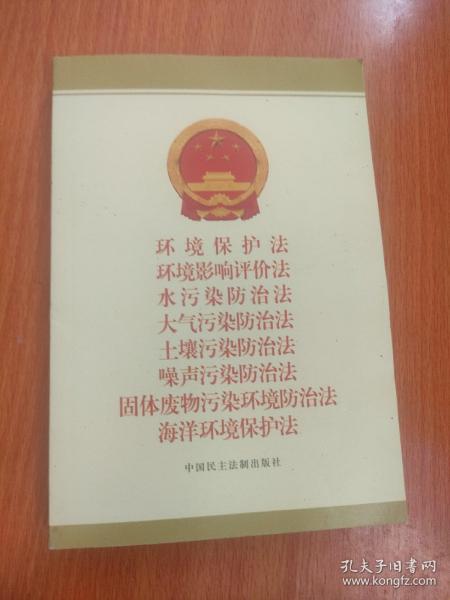 环境保护法
环境影响评价法
水污染防治法
大气污染防治法
土壤污染防治法
噪声污染防治法
固体废物污染环境防治法
海洋环境保护法
中国民主法制出版社
孔夫子旧书网
www.kongfz.com